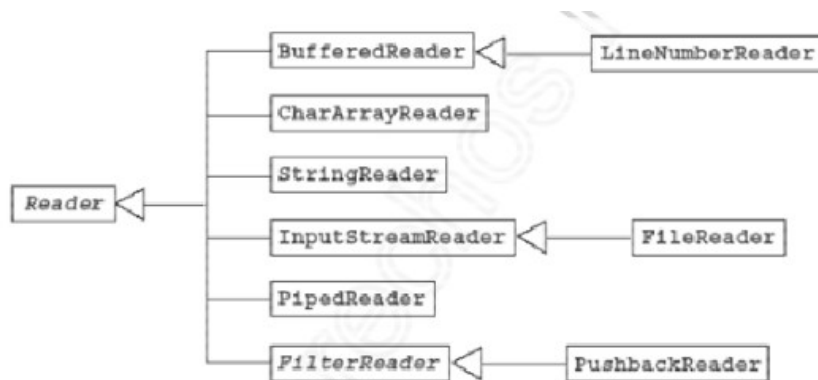 BufferedReader
LineNumberReader
CharArrayReader
StringReader
Reader
InputStreamReader
FileReader
PipedReader
FilterReader
PushbackReader